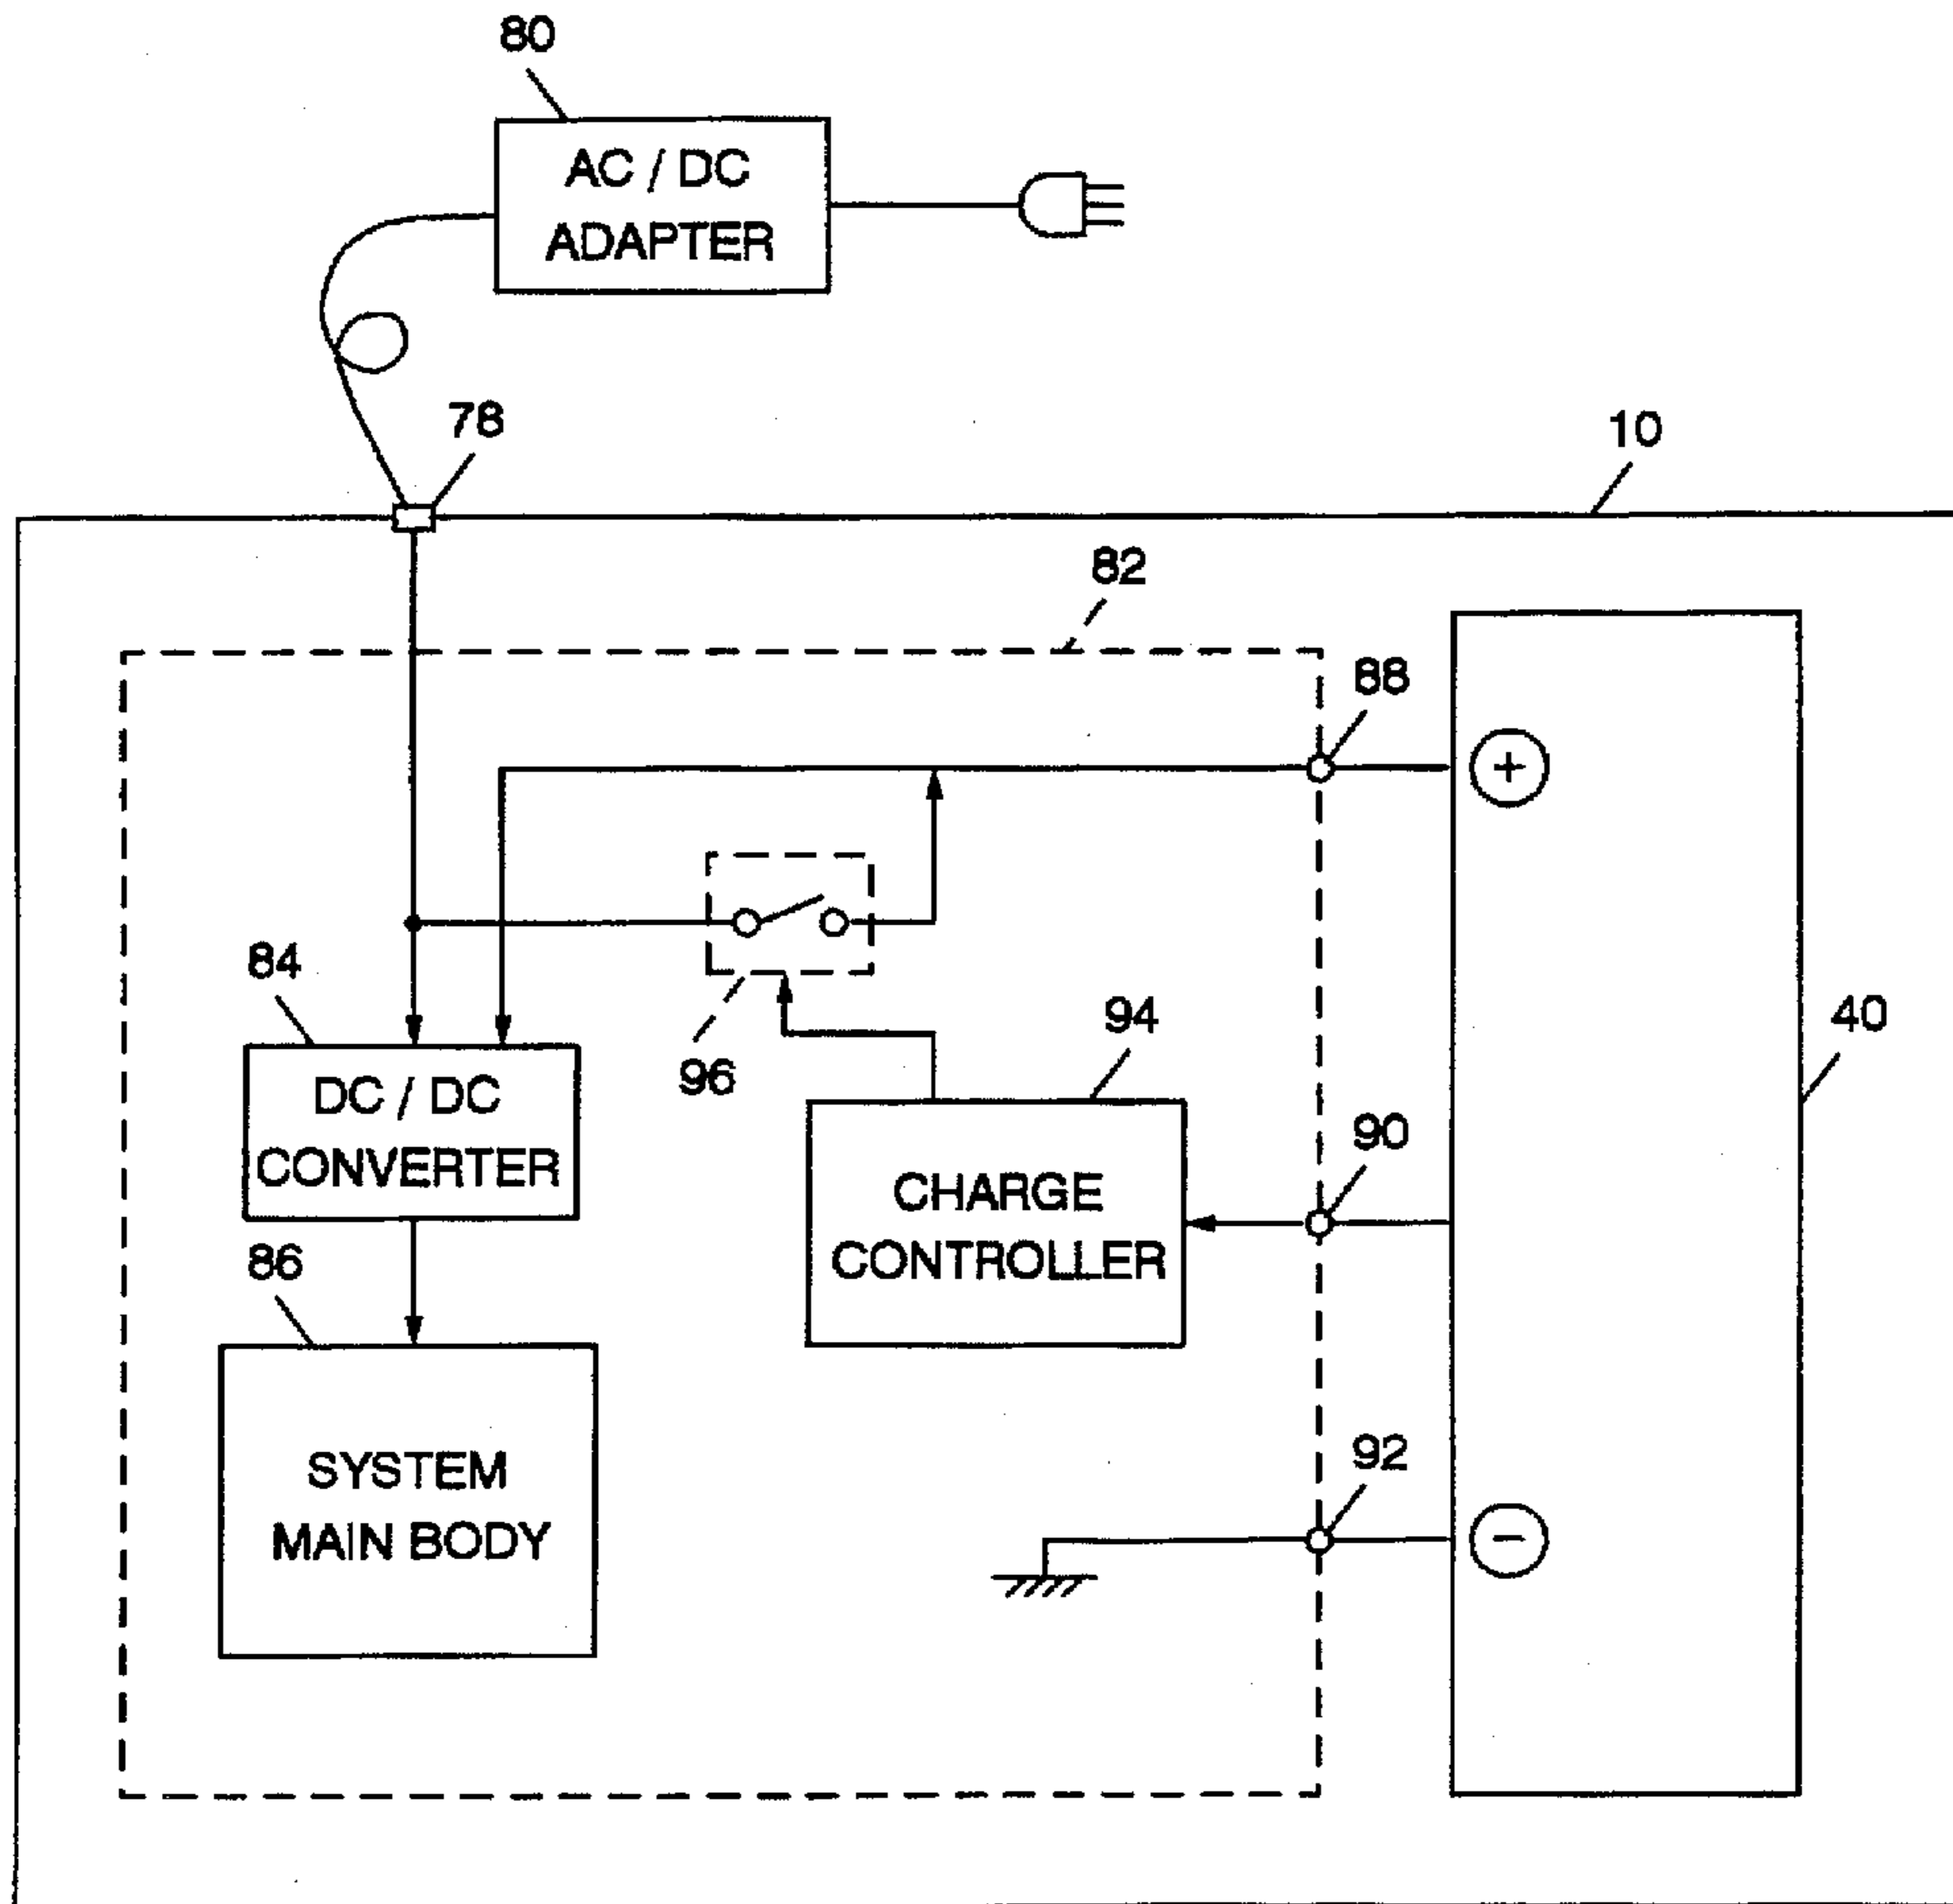 80
AC / DC
ADAPTER
78
10
82
88
+
84
96
94
40
DC / DC
CONVERTER
90
CHARGE
CONTROLLER
86
92
SYSTEM
MAIN BODY
−